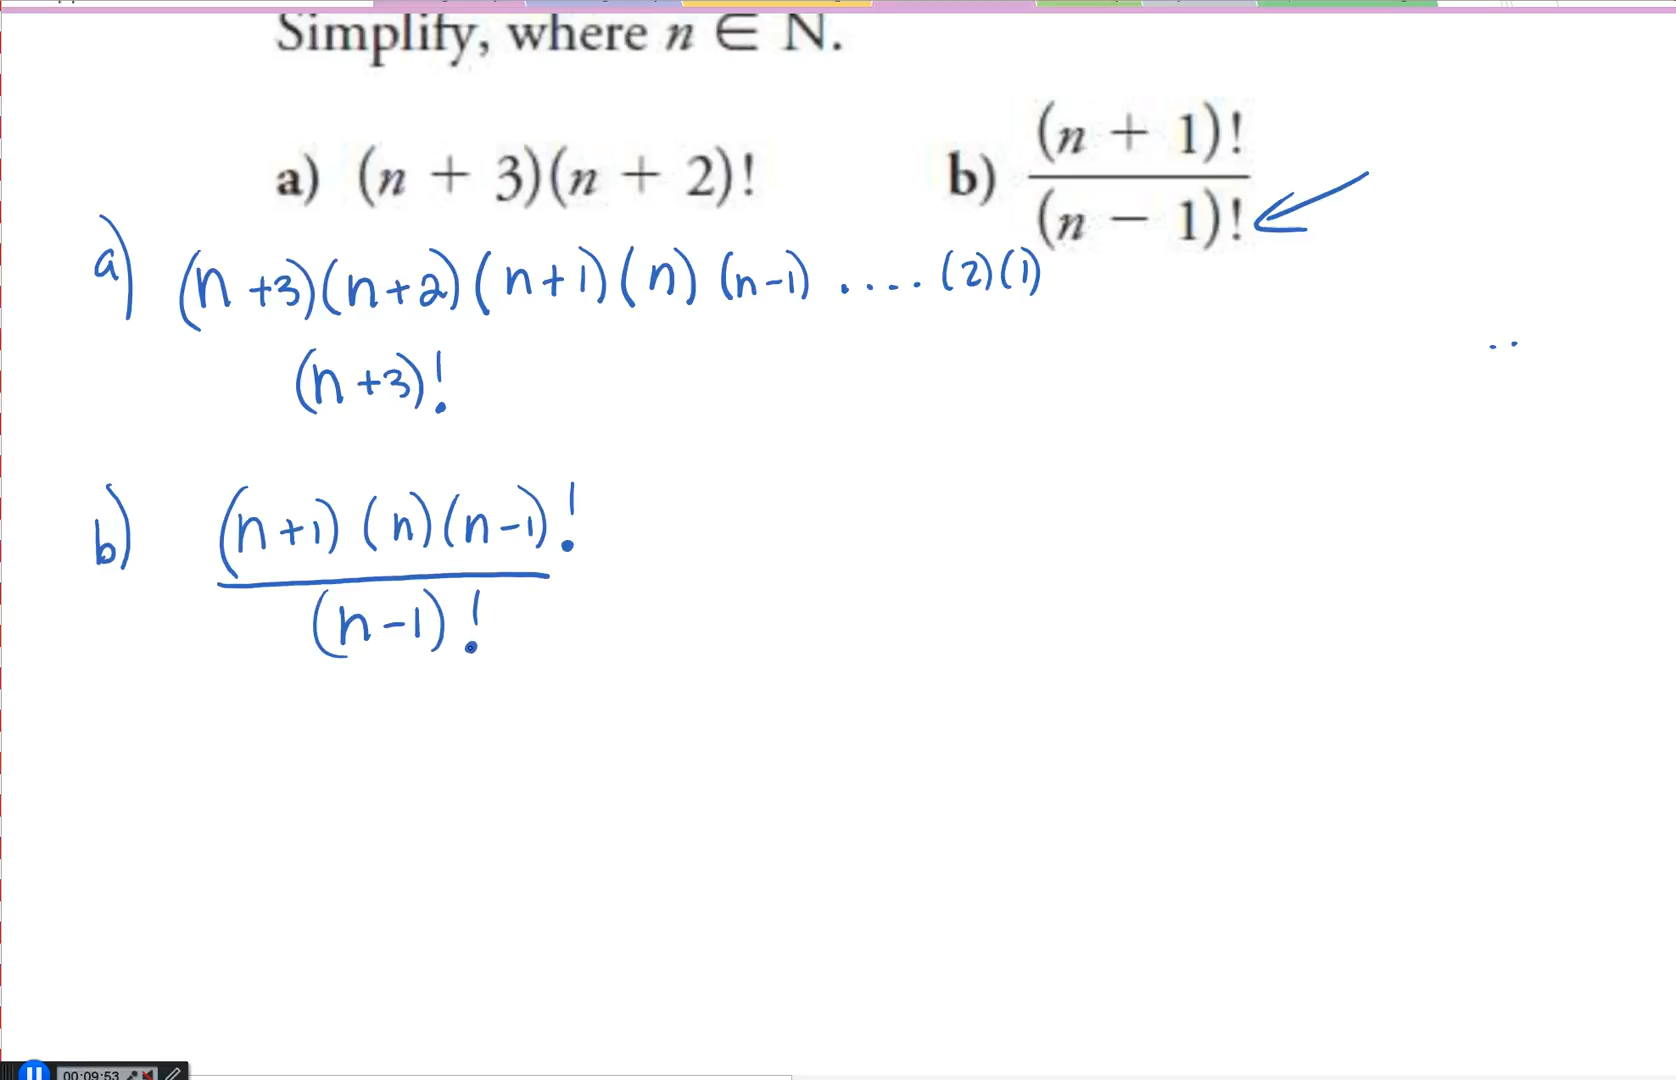 Simplify, where n ∈ N.
a) (n + 3)(n + 2)!
b) (n + 1)! / (n − 1)!
a) (n+3)(n+2)(n+1)(n)(n-1) .... (2)(1)
(n+3)!
b) (n+1)(n)(n-1)! / (n-1)!
00:09:53